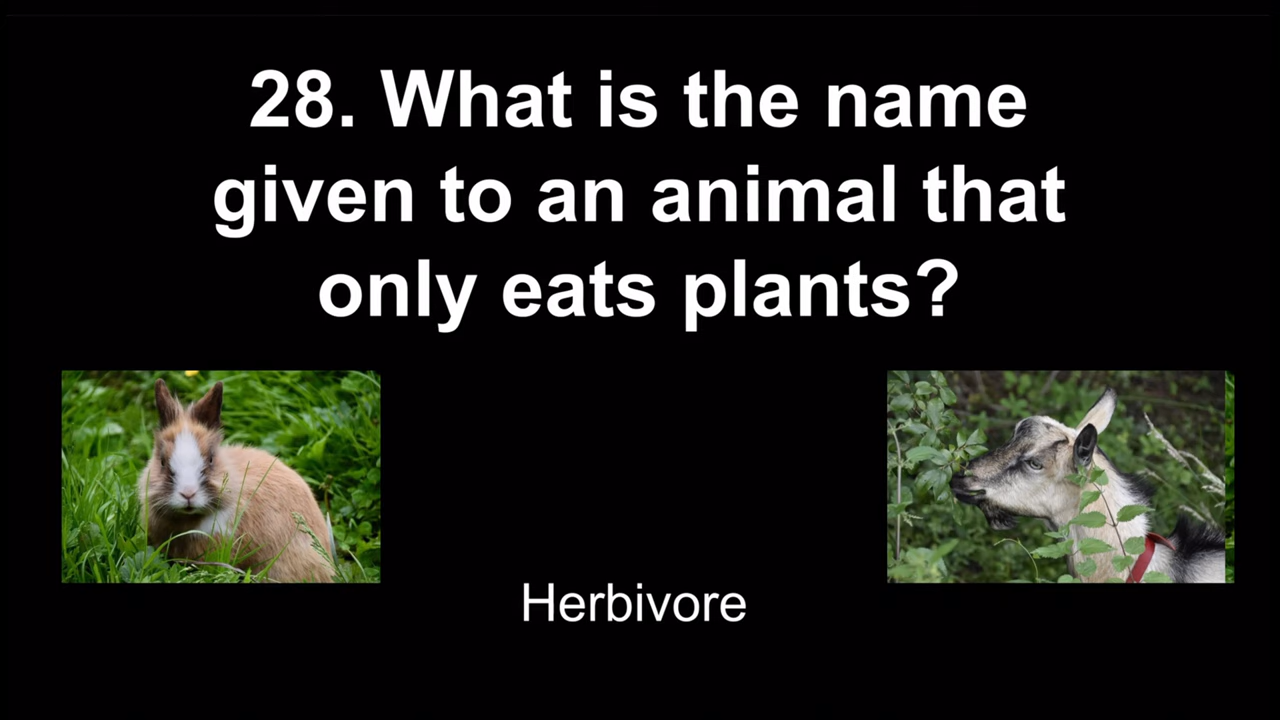 28. What is the name
given to an animal that
only eats plants?
Herbivore